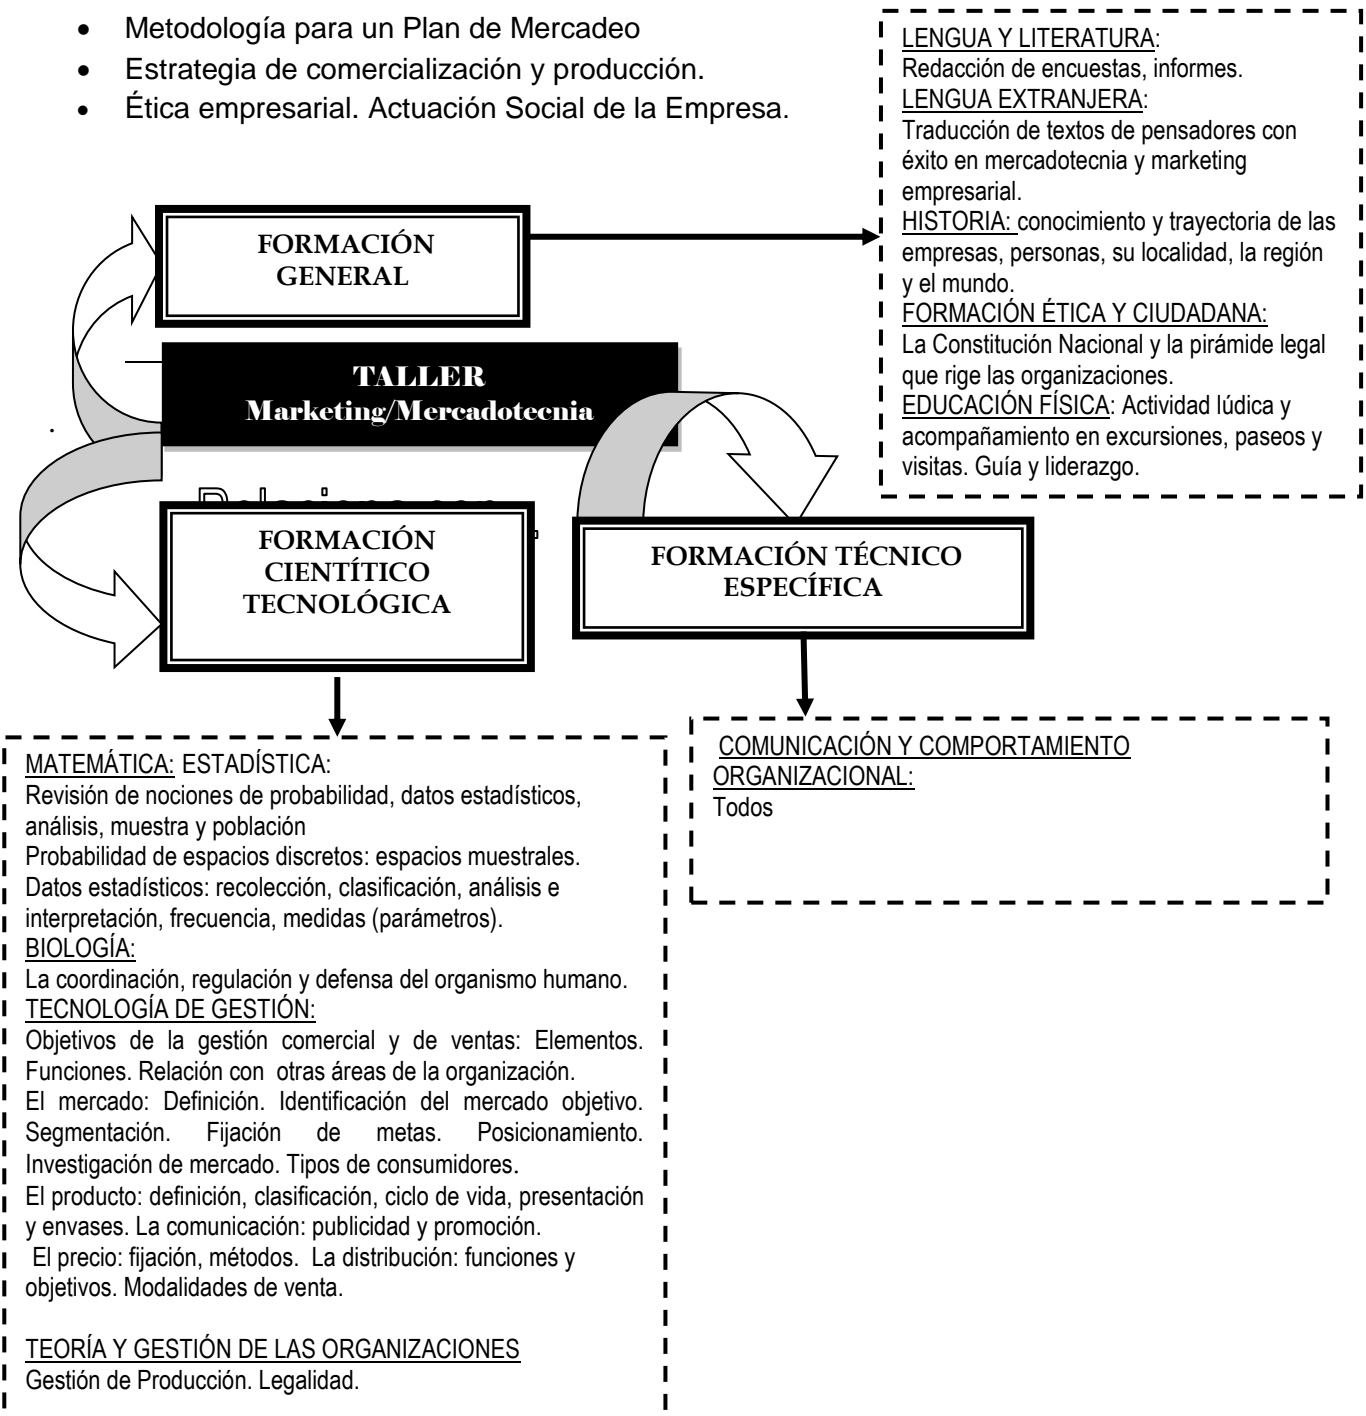 • Metodología para un Plan de Mercadeo
• Estrategia de comercialización y producción.
• Ética empresarial. Actuación Social de la Empresa.
LENGUA Y LITERATURA:
Redacción de encuestas, informes.
LENGUA EXTRANJERA:
Traducción de textos de pensadores con
éxito en mercadotecnia y marketing
empresarial.
HISTORIA: conocimiento y trayectoria de las
empresas, personas, su localidad, la región
y el mundo.
FORMACIÓN ÉTICA Y CIUDADANA:
La Constitución Nacional y la pirámide legal
que rige las organizaciones.
EDUCACIÓN FÍSICA: Actividad lúdica y
acompañamiento en excursiones, paseos y
visitas. Guía y liderazgo.
FORMACIÓN
GENERAL
TALLER
Marketing/Mercadotecnia
.
FORMACIÓN
CIENTÍTICO
TECNOLÓGICA
FORMACIÓN TÉCNICO
ESPECÍFICA
MATEMÁTICA: ESTADÍSTICA:
Revisión de nociones de probabilidad, datos estadísticos,
análisis, muestra y población
Probabilidad de espacios discretos: espacios muestrales.
Datos estadísticos: recolección, clasificación, análisis e
interpretación, frecuencia, medidas (parámetros).
BIOLOGÍA:
La coordinación, regulación y defensa del organismo humano.
TECNOLOGÍA DE GESTIÓN:
Objetivos de la gestión comercial y de ventas: Elementos.
Funciones. Relación con otras áreas de la organización.
El mercado: Definición. Identificación del mercado objetivo.
Segmentación. Fijación de metas. Posicionamiento.
Investigación de mercado. Tipos de consumidores.
El producto: definición, clasificación, ciclo de vida, presentación
y envases. La comunicación: publicidad y promoción.
El precio: fijación, métodos. La distribución: funciones y
objetivos. Modalidades de venta.
TEORÍA Y GESTIÓN DE LAS ORGANIZACIONES
Gestión de Producción. Legalidad.
COMUNICACIÓN Y COMPORTAMIENTO
ORGANIZACIONAL:
Todos